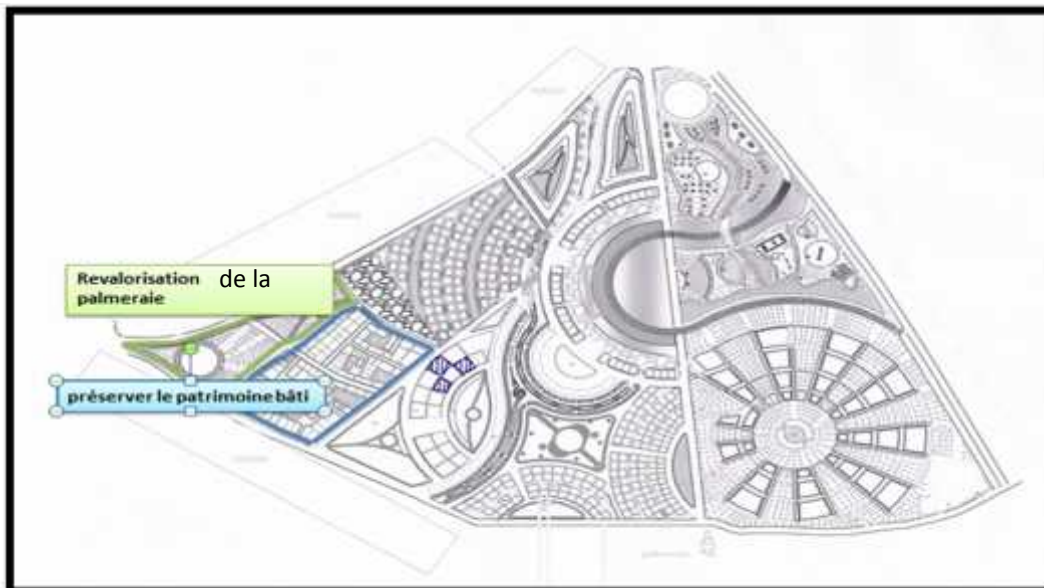 Revalorisation de la
palmeraie
préserver le patrimoine bâti